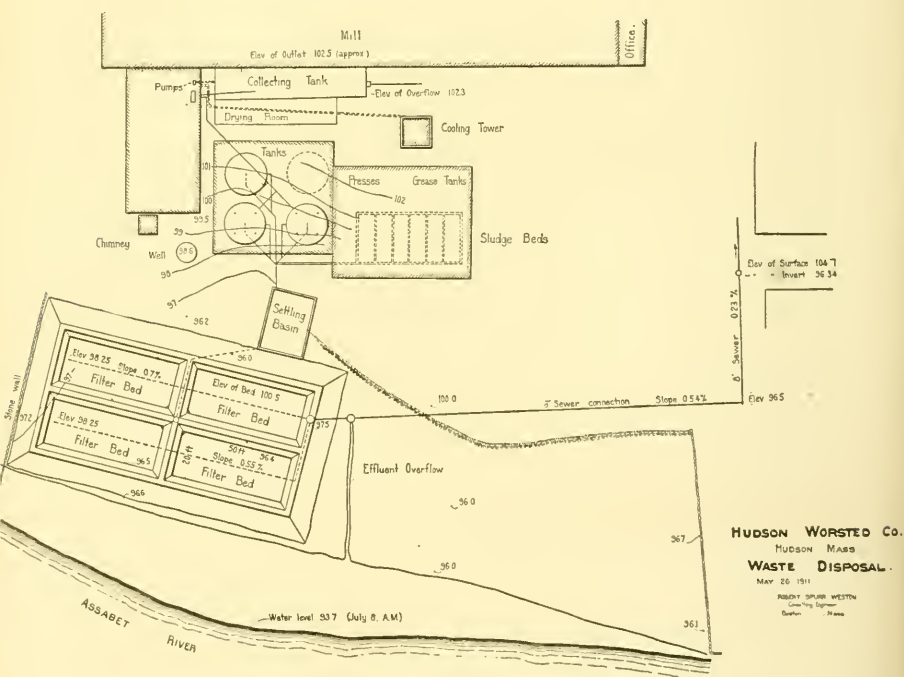 Mill
Office.
Elev of Outlet 102.5 (approx)
Pumps
Collecting Tank
Elev of Overflow 102.3
Drying Room
Cooling Tower
Tanks
101
100
99.5
99
98
97
102
Presses Grease Tanks
Sludge Beds
Chimney
Well 98.6
Settling
Basin
Elev of Surface 104.7
" " Invert 96.34
8" Sewer 0.23%
Elev 96.5
Sewer connection Slope 0.54%
100.0
96.2
96.0
Stone wall
97.2
97
Elev 98.25 Slope 0.7%
Filter Bed
Elev of Bed 100.5
Filter Bed
97.5
Elev 98.25
Filter Bed
96.5
50 ft 96.4
20 ft
Slope 0.55%
Filter Bed
96.6
Effluent Overflow
96.0
96.0
96.7
96.1
Water level 93.7 (July 8, A.M)
ASSABET
RIVER
HUDSON WORSTED CO.
HUDSON MASS
WASTE DISPOSAL.
MAY 26 1911
ROBERT SPURR WESTON
Consulting Engineer
Boston Mass